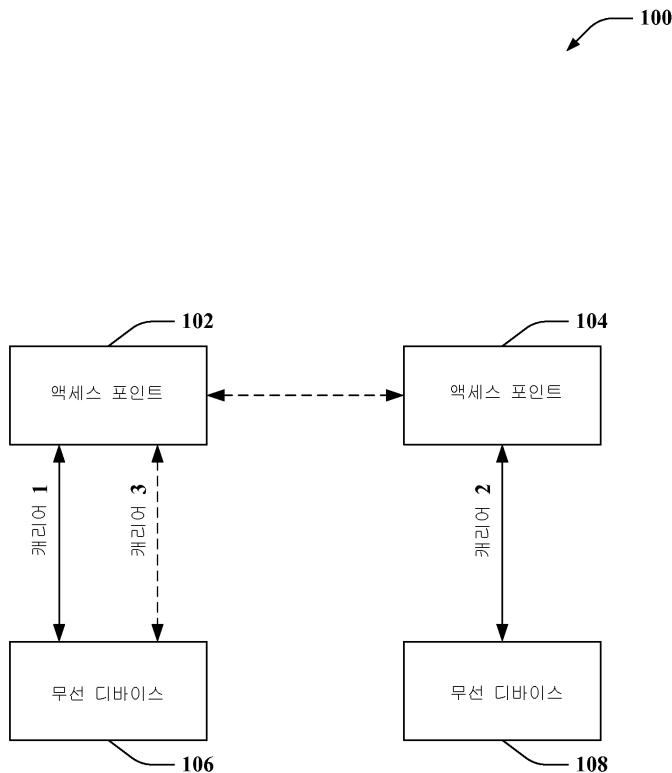 100
102
104
액세스 포인트
액세스 포인트
캐리어 1
캐리어 3
캐리어 2
무선 디바이스
무선 디바이스
106
108